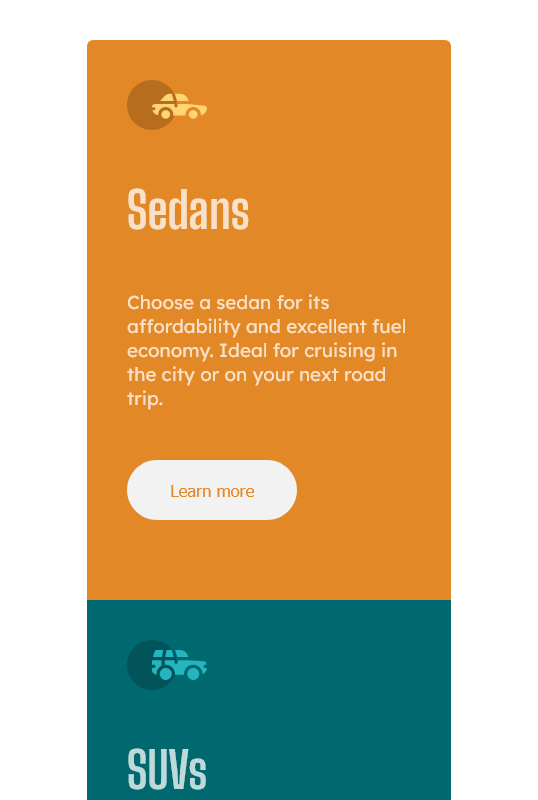 Sedans
Choose a sedan for its
affordability and excellent fuel
economy. Ideal for cruising in
the city or on your next road
trip.
Learn more
SUVs